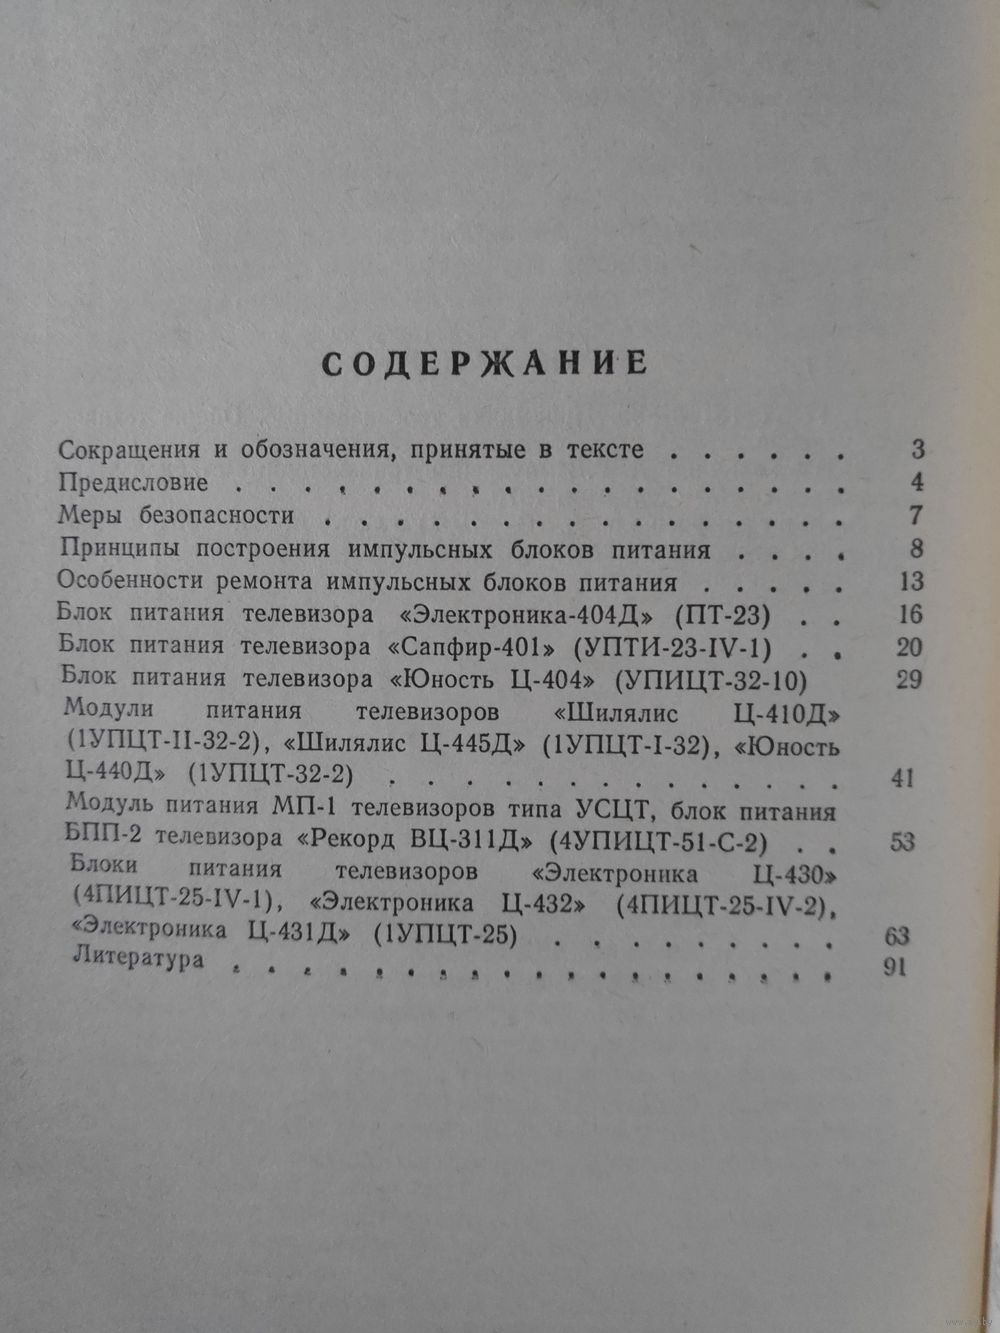 СОДЕРЖАНИЕ
Сокращения и обозначения, принятые в тексте . . . . . . 3
Предисловие . . . . . . . . . . . . . . . . . . . 4
Меры безопасности . . . . . . . . . . . . . . . 7
Принципы построения импульсных блоков питания . . . . 8
Особенности ремонта импульсных блоков питания . . . . . 13
Блок питания телевизора «Электроника-404Д» (ПТ-23) . . 16
Блок питания телевизора «Сапфир-401» (УПТИ-23-IV-1) . . 20
Блок питания телевизора «Юность Ц-404» (УПИЦТ-32-10) 29
Модули питания телевизоров «Шилялис Ц-410Д»
(1УПЦТ-II-32-2), «Шилялис Ц-445Д» (1УПЦТ-I-32), «Юность
Ц-440Д» (1УПЦТ-32-2) . . . . . . . . . . . . . 41
Модуль питания МП-1 телевизоров типа УСЦТ, блок питания
БПП-2 телевизора «Рекорд ВЦ-311Д» (4УПИЦТ-51-С-2) . . 53
Блоки питания телевизоров «Электроника Ц-430»
(4ПИЦТ-25-IV-1), «Электроника Ц-432» (4ПИЦТ-25-IV-2),
«Электроника Ц-431Д» (1УПЦТ-25) . . . . . . . . 63
Литература . . . . . . . . . . . . . . . . . . 91